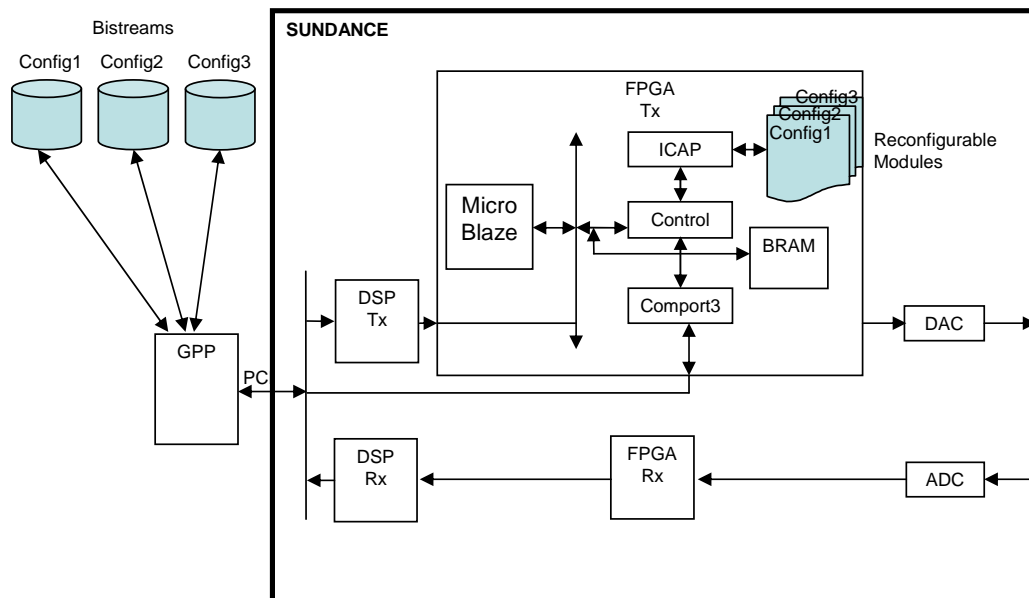 Bistreams
Config1
Config2
Config3
SUNDANCE
FPGA
Tx
Config3
Config2
Config1
Reconfigurable
Modules
ICAP
Micro
Blaze
Control
BRAM
DSP
Tx
Comport3
DAC
GPP
PC
DSP
Rx
FPGA
Rx
ADC